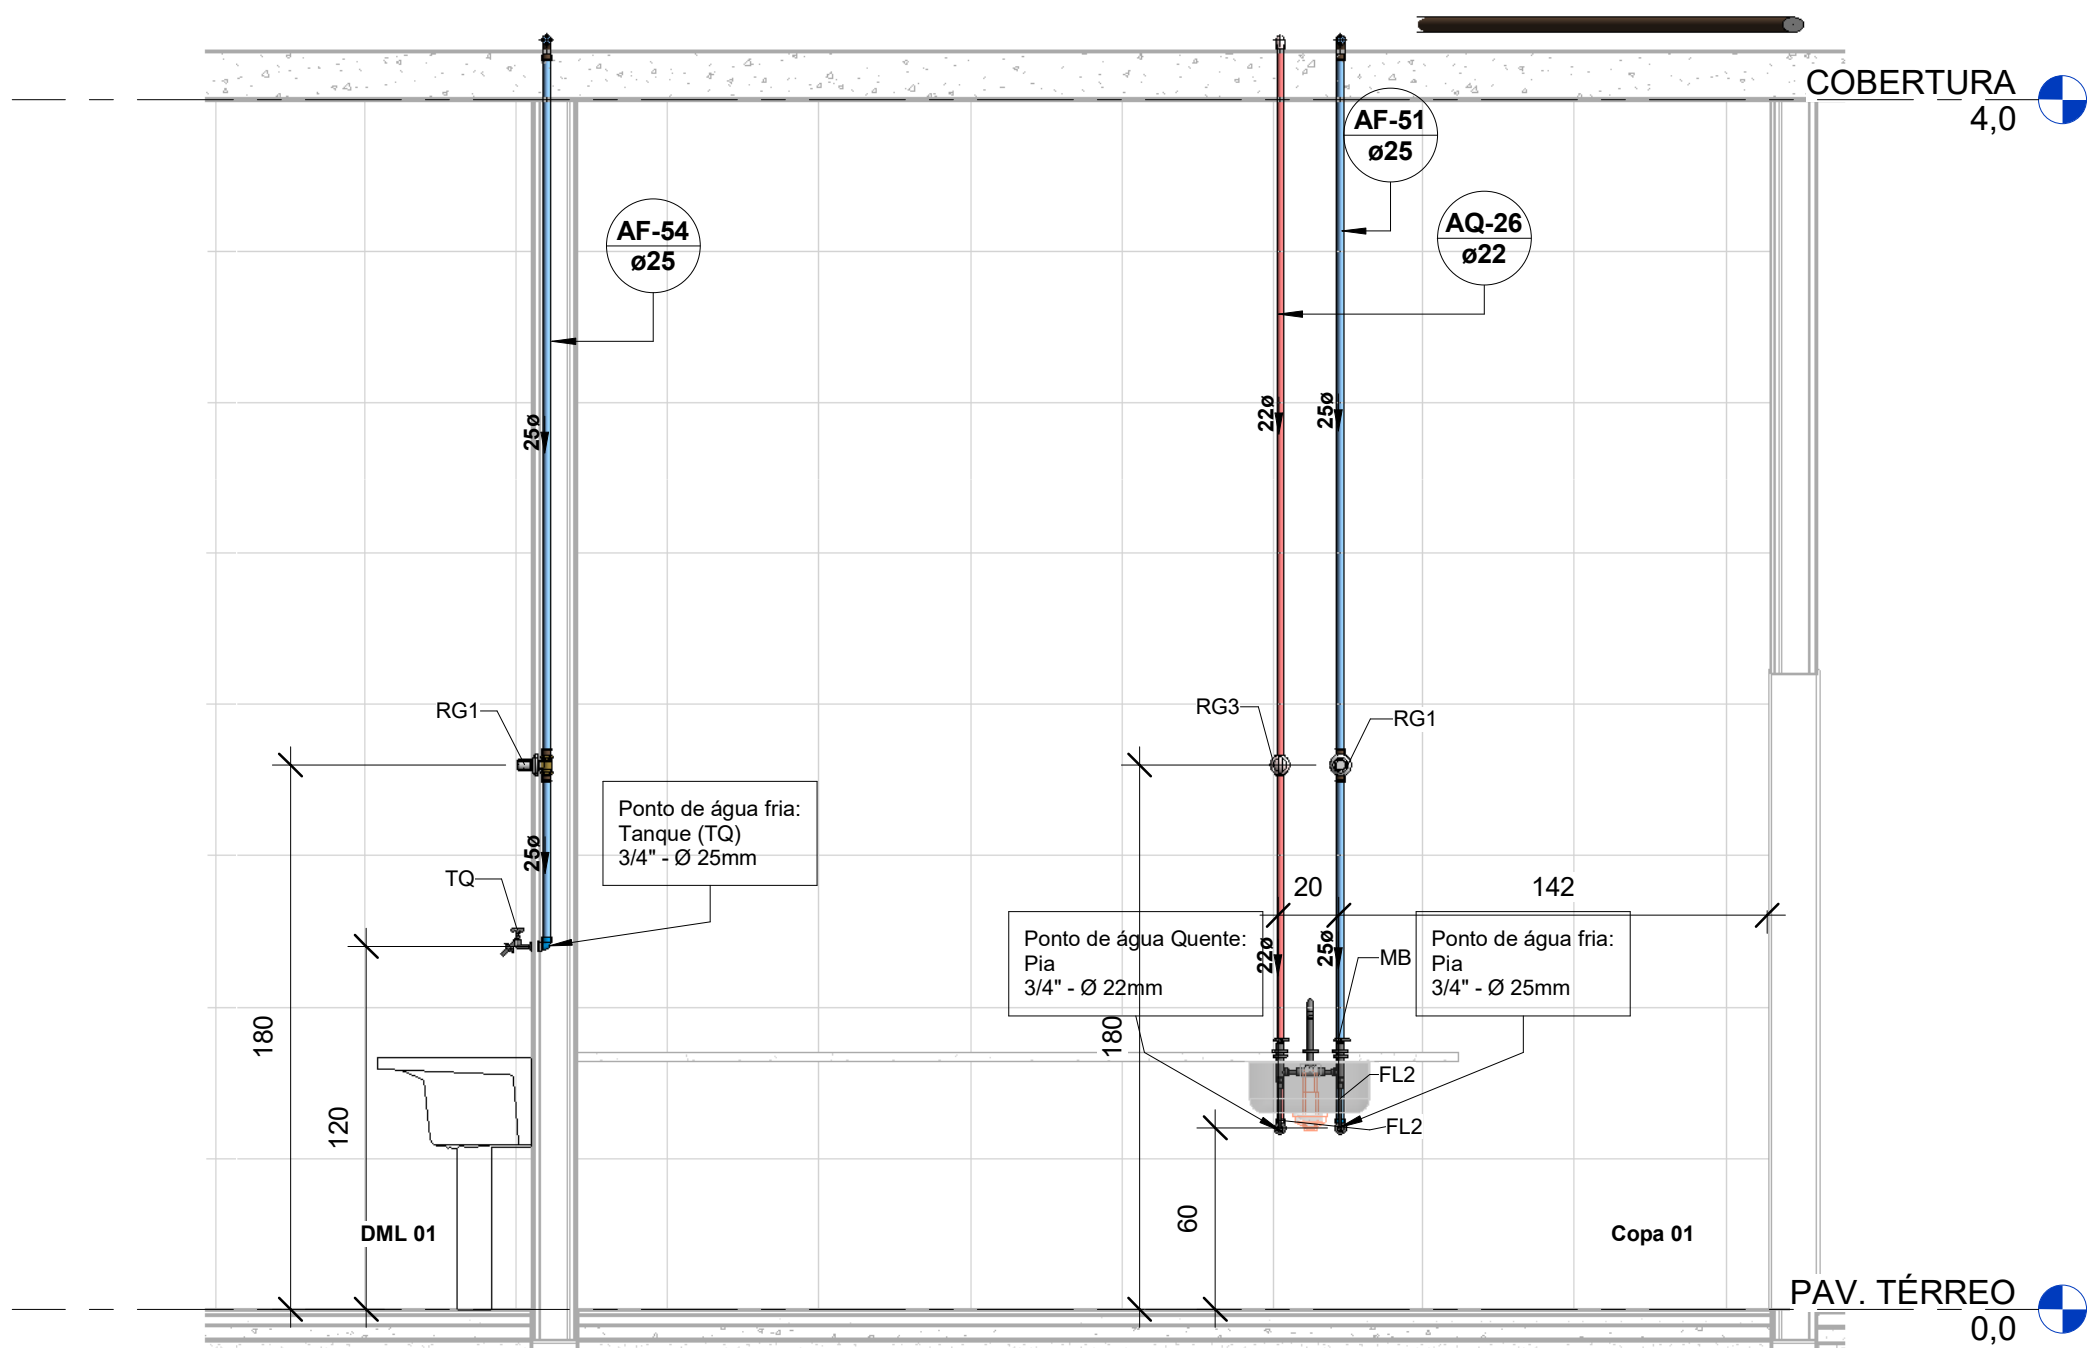 COBERTURA
4,0
AF-51
ø25
AF-54
ø25
AQ-26
ø22
25ø
22ø
25ø
RG1
RG3
RG1
Ponto de água fria:
Tanque (TQ)
3/4" - Ø 25mm
25ø
TQ
20
142
Ponto de água Quente:
Pia
3/4" - Ø 22mm
22ø
25ø
MB
Ponto de água fria:
Pia
3/4" - Ø 25mm
180
180
FL2
FL2
120
60
DML 01
Copa 01
PAV. TÉRREO
0,0